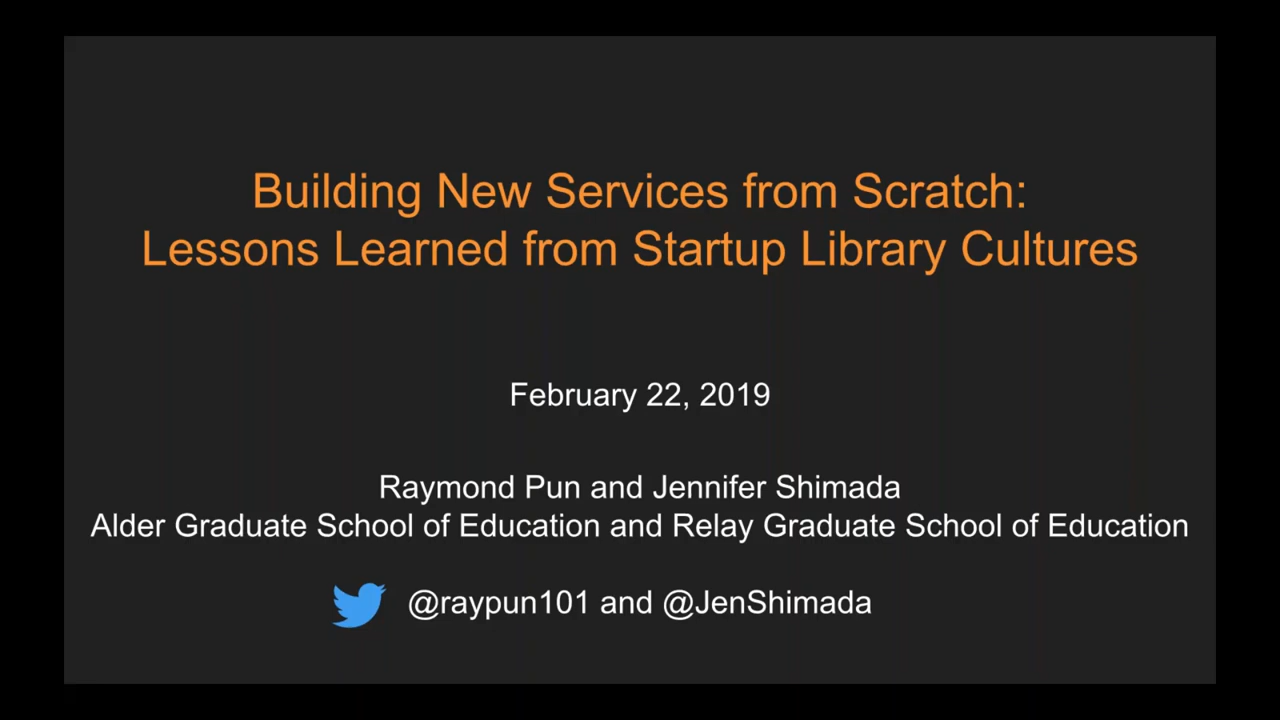 Building New Services from Scratch:
Lessons Learned from Startup Library Cultures
February 22, 2019
Raymond Pun and Jennifer Shimada
Alder Graduate School of Education and Relay Graduate School of Education
@raypun101 and @JenShimada